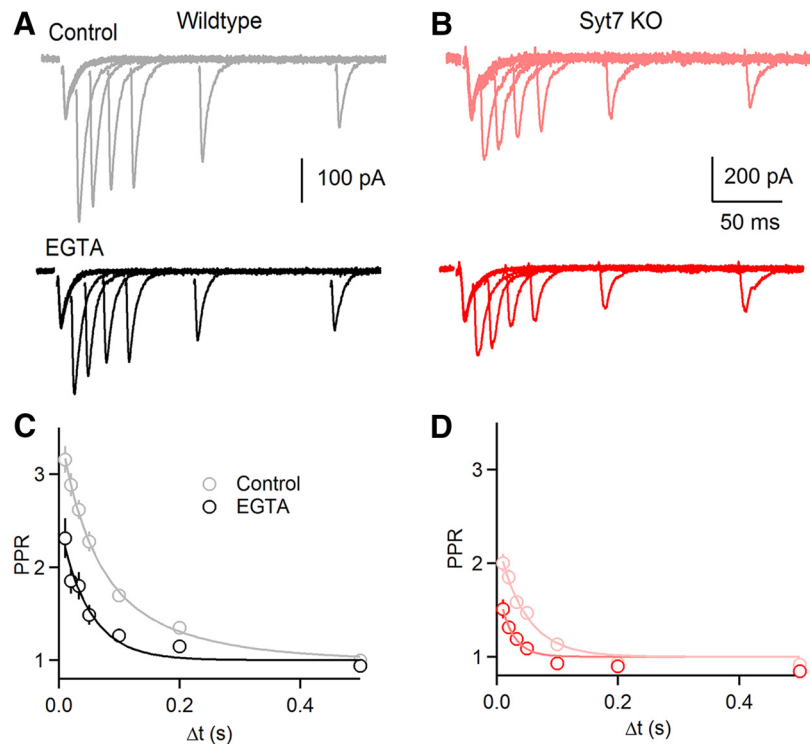 A
Wildtype
Control
100 pA
EGTA
B
Syt7 KO
200 pA
50 ms
C
PPR
3
2
1
Control
EGTA
0.0 0.2 0.4
Δt (s)
D
PPR
3
2
1
0.0 0.2 0.4
Δt (s)